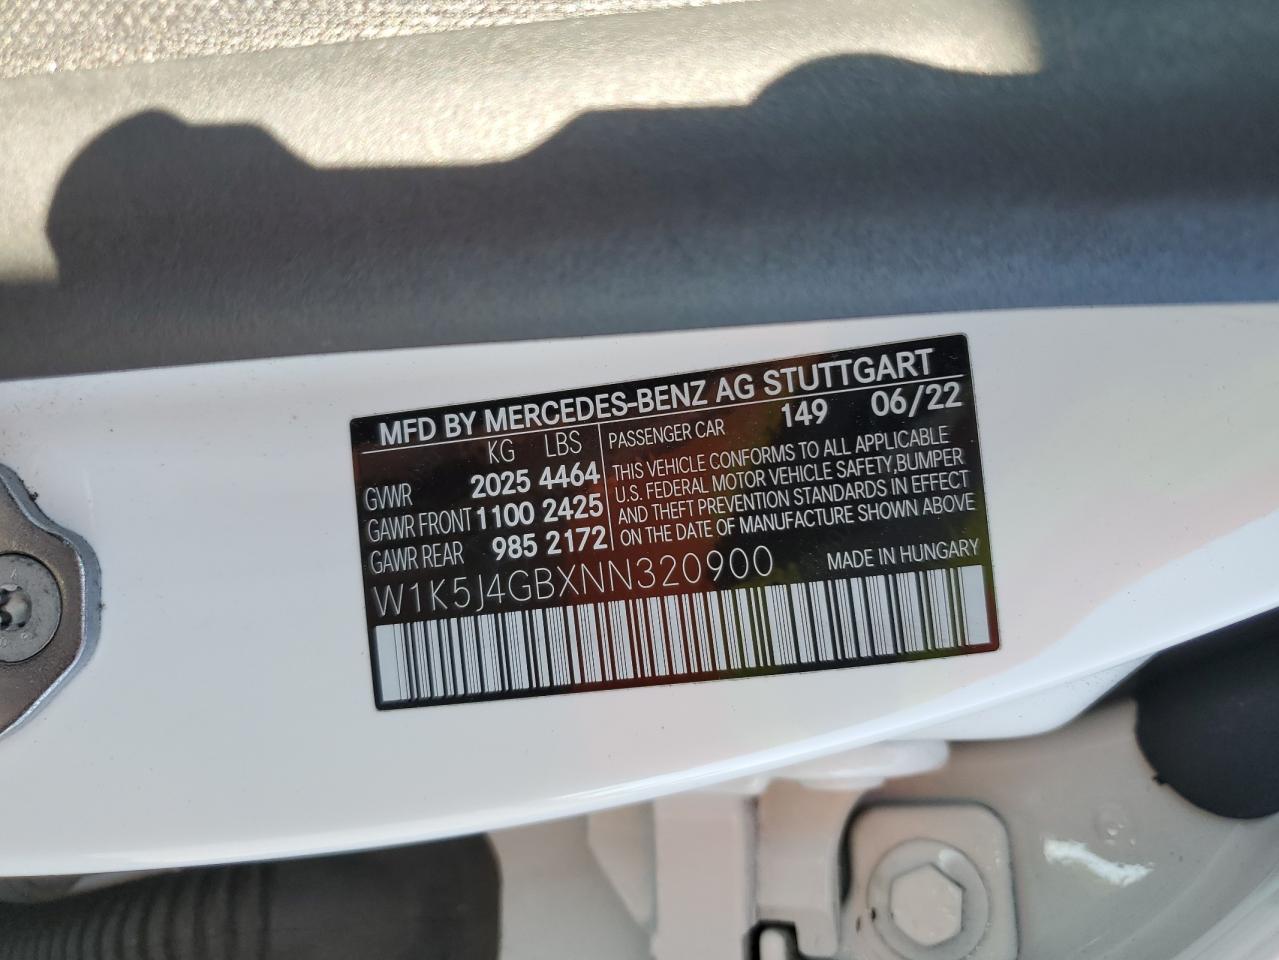 MFD BY MERCEDES-BENZ AG STUTTGART
KG LBS
GVWR 2025 4464
GAWR FRONT 1100 2425
GAWR REAR 985 2172
PASSENGER CAR 149 06/22
THIS VEHICLE CONFORMS TO ALL APPLICABLE
U.S. FEDERAL MOTOR VEHICLE SAFETY,BUMPER
AND THEFT PREVENTION STANDARDS IN EFFECT
ON THE DATE OF MANUFACTURE SHOWN ABOVE
W1K5J4GBXNN320900 MADE IN HUNGARY